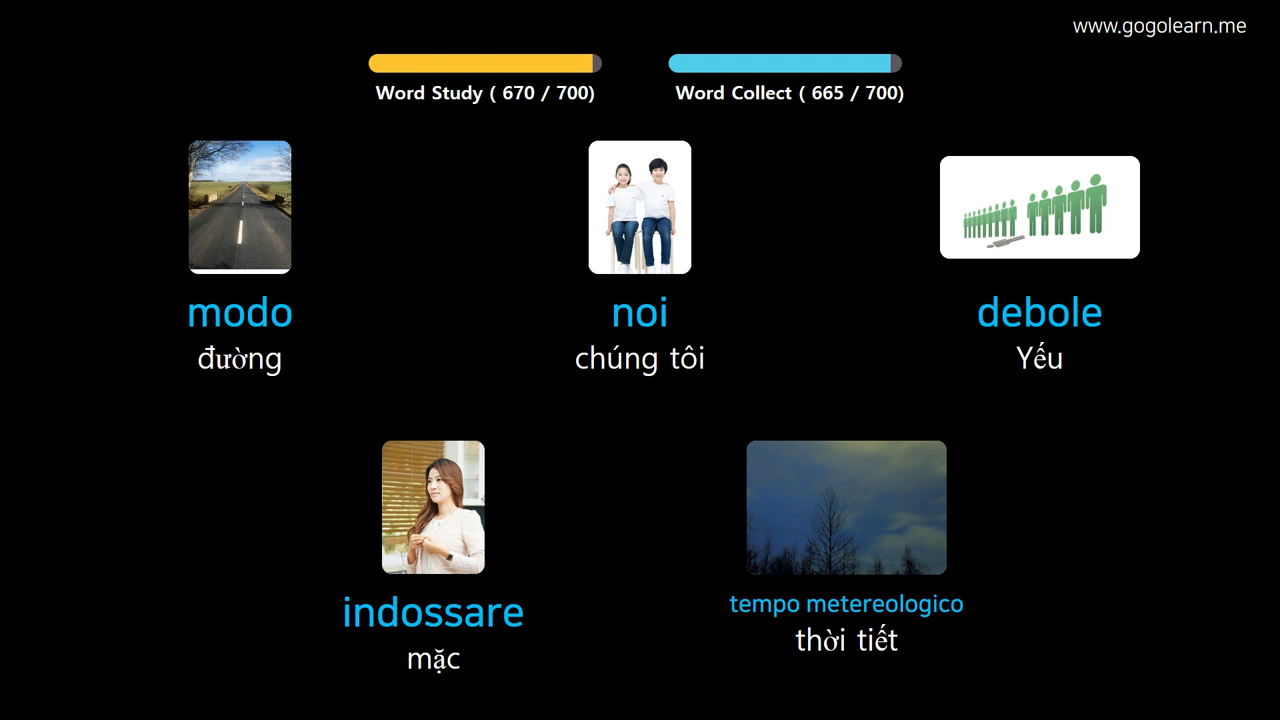 www.gogolearn.me
Word Study ( 670 / 700)
Word Collect ( 665 / 700)
modo
đường
noi
chúng tôi
debole
Yếu
indossare
mặc
tempo metereologico
thời tiết